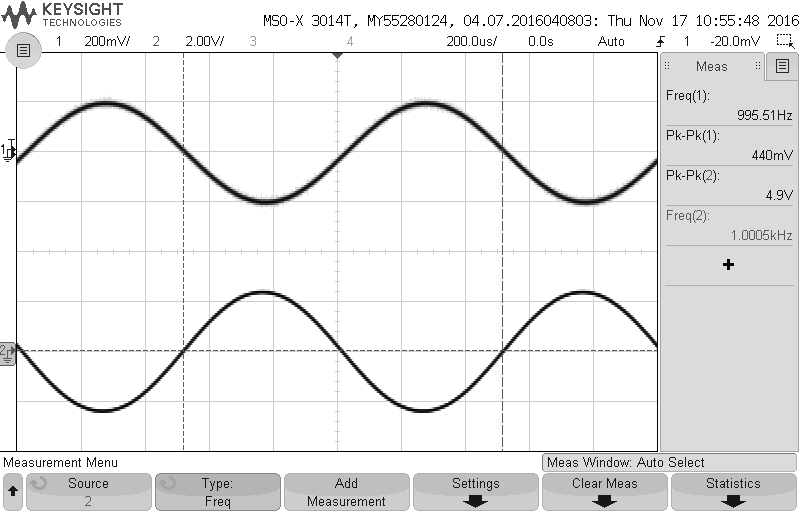 KEYSIGHT
TECHNOLOGIES
MSO-X 3014T, MY55280124, 04.07.2016040803: Thu Nov 17 10:55:48 2016
1 200mV/ 2 2.00V/ 3 4 200.0us/ 0.0s Auto 1 -20.0mV
Meas
Freq(1):
995.51Hz
Pk-Pk(1):
440mV
Pk-Pk(2):
4.9V
Freq(2):
1.0005kHz
1
2
Measurement Menu
Meas Window: Auto Select
Source
2
Type:
Freq
Add
Measurement
Settings
Clear Meas
Statistics